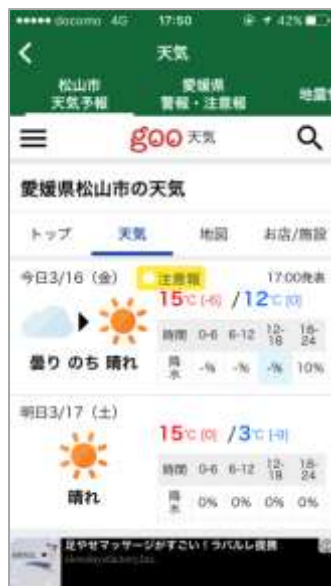 docomo 4G 17:50 42%
天気
松山市
天気予報
愛媛県
警報・注意報
地震
goo 天気
愛媛県松山市の天気
トップ 天気 地図 お店/施設
今日3/16（金） 注意報 17:00発表
15℃ [-6] /12℃ [0]
時間 0-6 6-12 12-18 18-24
降水 -% -% -% 10%
曇り のち 晴れ
明日3/17（土）
15℃ [0] /3℃ [-9]
時間 0-6 6-12 12-18 18-24
降水 0% 0% 0% 0%
晴れ
足やせマッサージがすごい！ラバルレ提携